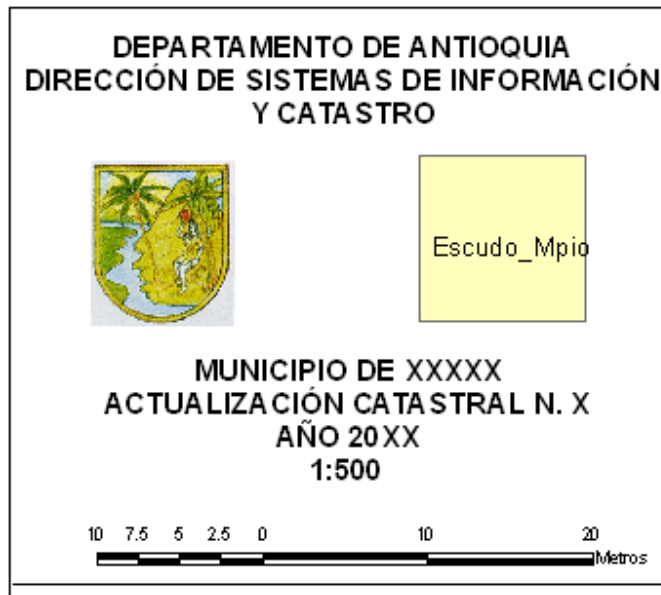 DEPARTAMENTO DE ANTIOQUIA
DIRECCIÓN DE SISTEMAS DE INFORMACIÓN
Y CATASTRO
Escudo_Mpio
MUNICIPIO DE XXXXX
ACTUALIZACIÓN CATASTRAL N. X
AÑO 20XX
1:500
10 7.5 5 2.5 0 10 20
Metros